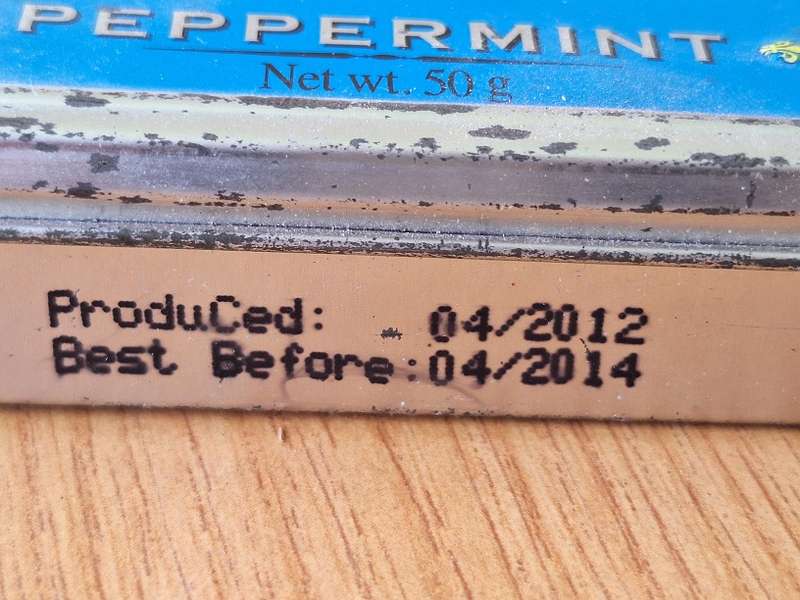 PEPPERMINT
Net wt. 50 g
ProduCed: 04/2012
Best Before:04/2014